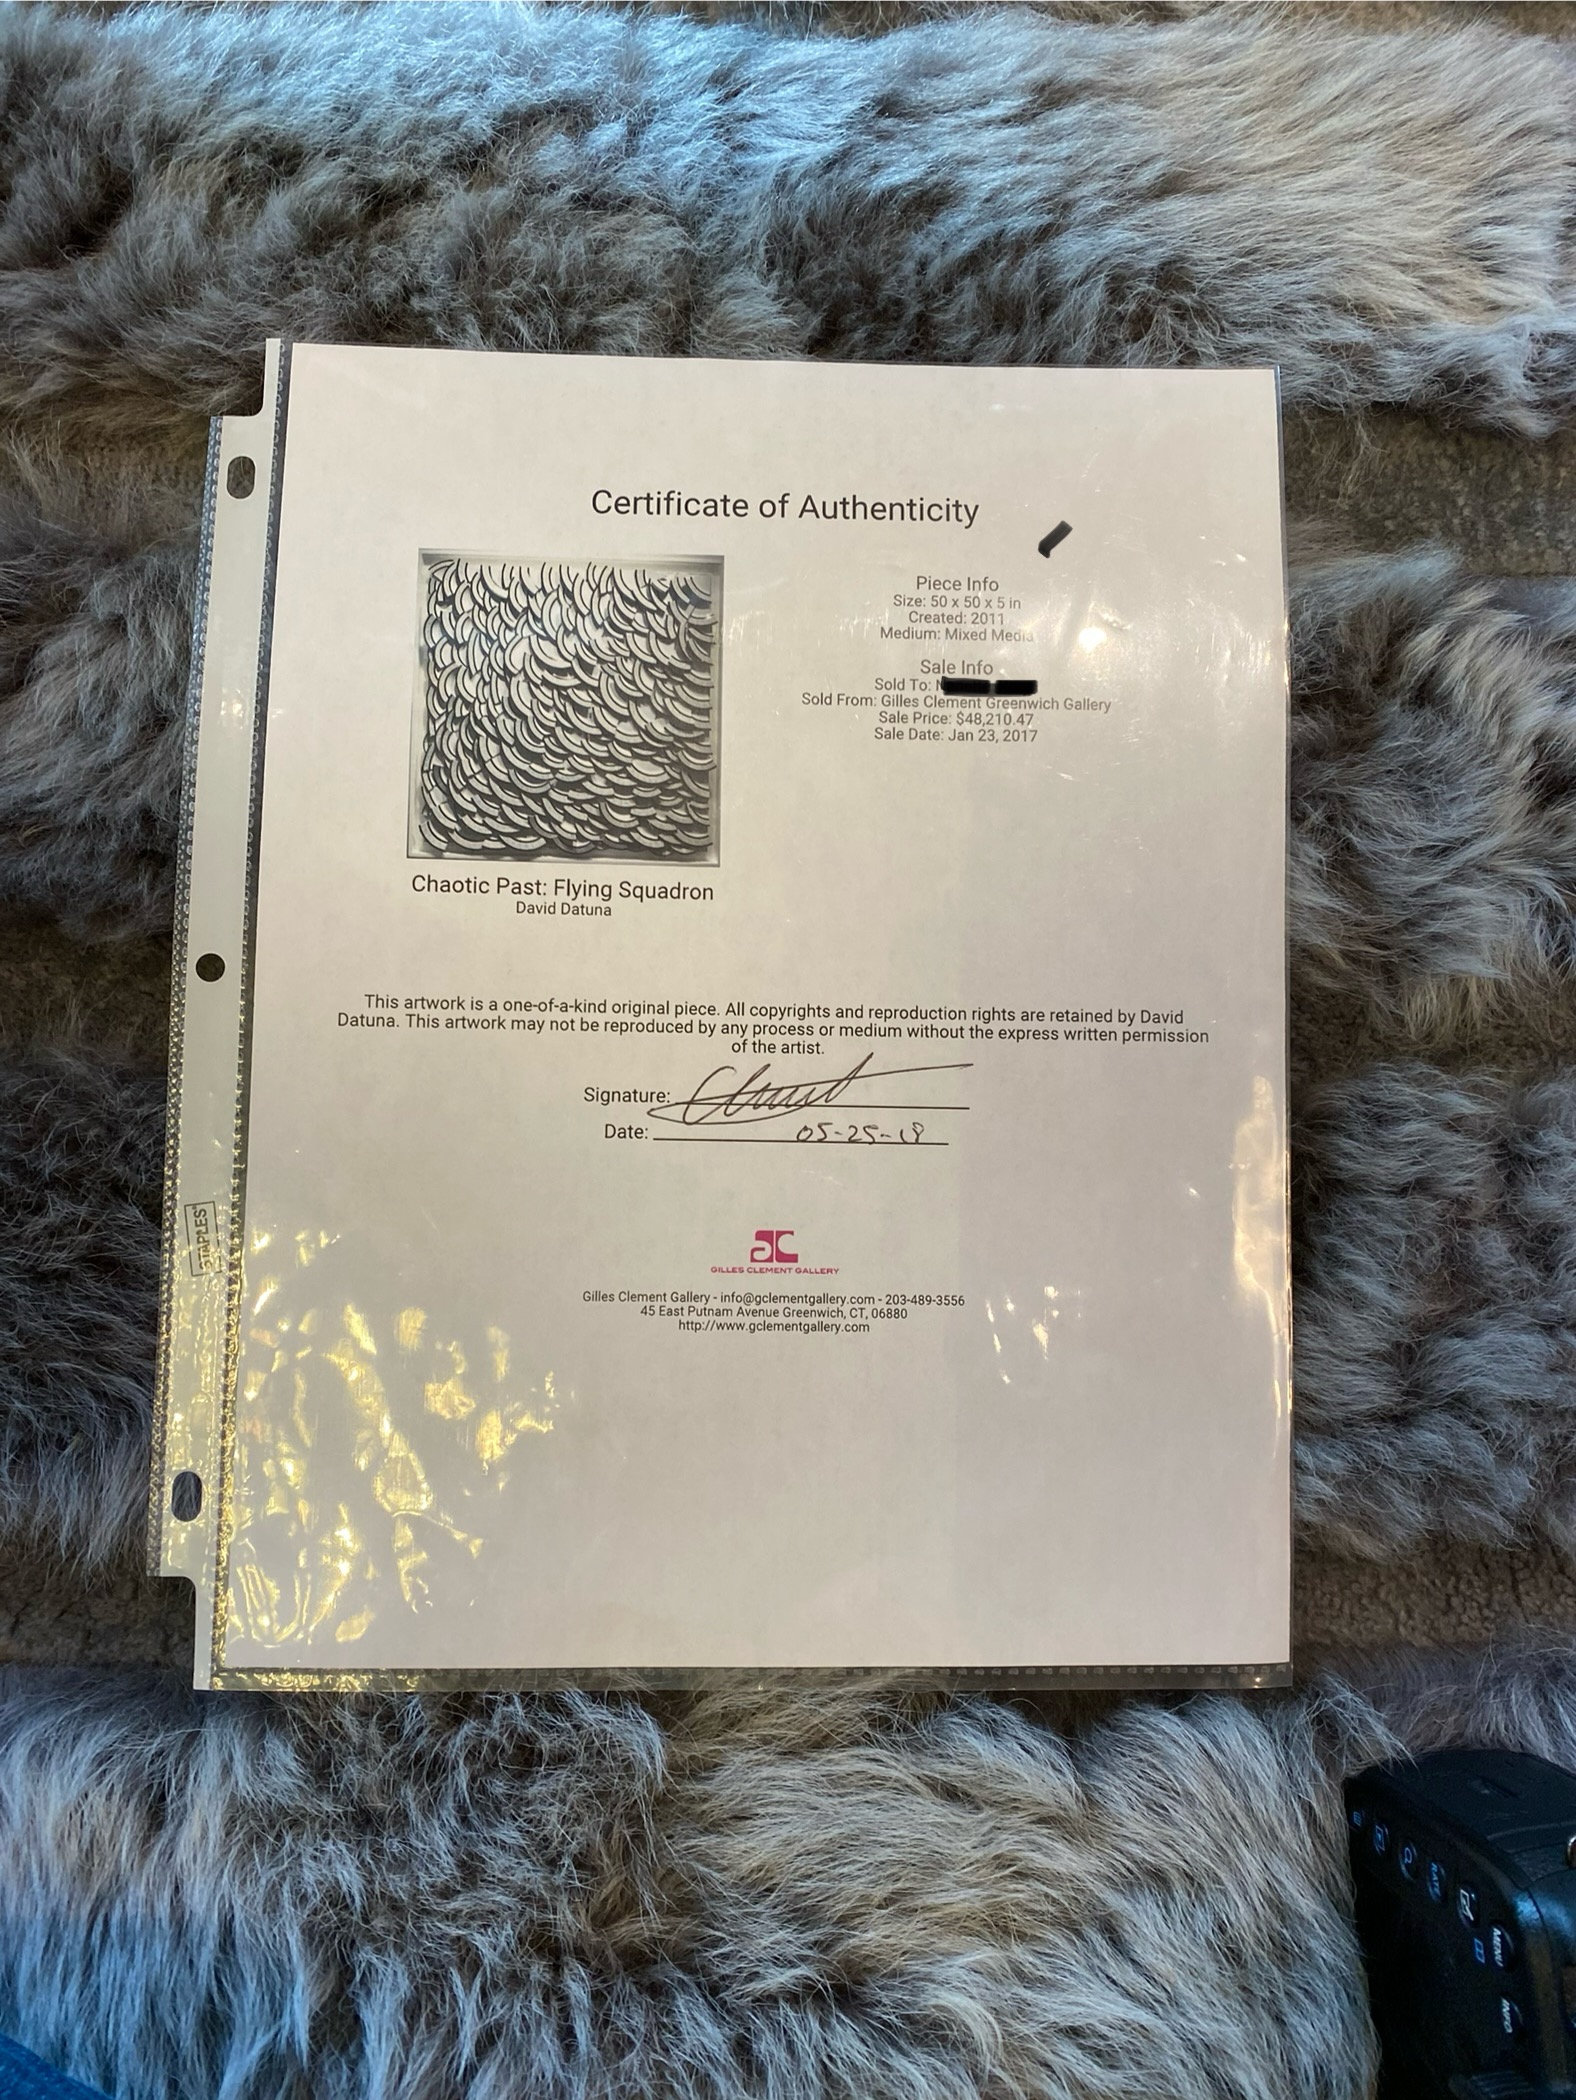 Certificate of Authenticity
Piece Info
Size: 50 x 50 x 5 in
Created: 2011
Medium: Mixed Media
Sale Info
Sold To:
Sold From: Gilles Clement Greenwich Gallery
Sale Price: $48,210.47
Sale Date: Jan 23, 2017
Chaotic Past: Flying Squadron
David Datuna
This artwork is a one-of-a-kind original piece. All copyrights and reproduction rights are retained by David
Datuna. This artwork may not be reproduced by any process or medium without the express written permission
of the artist.
Signature:
Date: 05-25-18
GC
GILLES CLEMENT GALLERY
Gilles Clement Gallery - info@gclementgallery.com - 203-489-3556
45 East Putnam Avenue Greenwich, CT, 06880
http://www.gclementgallery.com
STAPLES
RATE
MENU
INFO